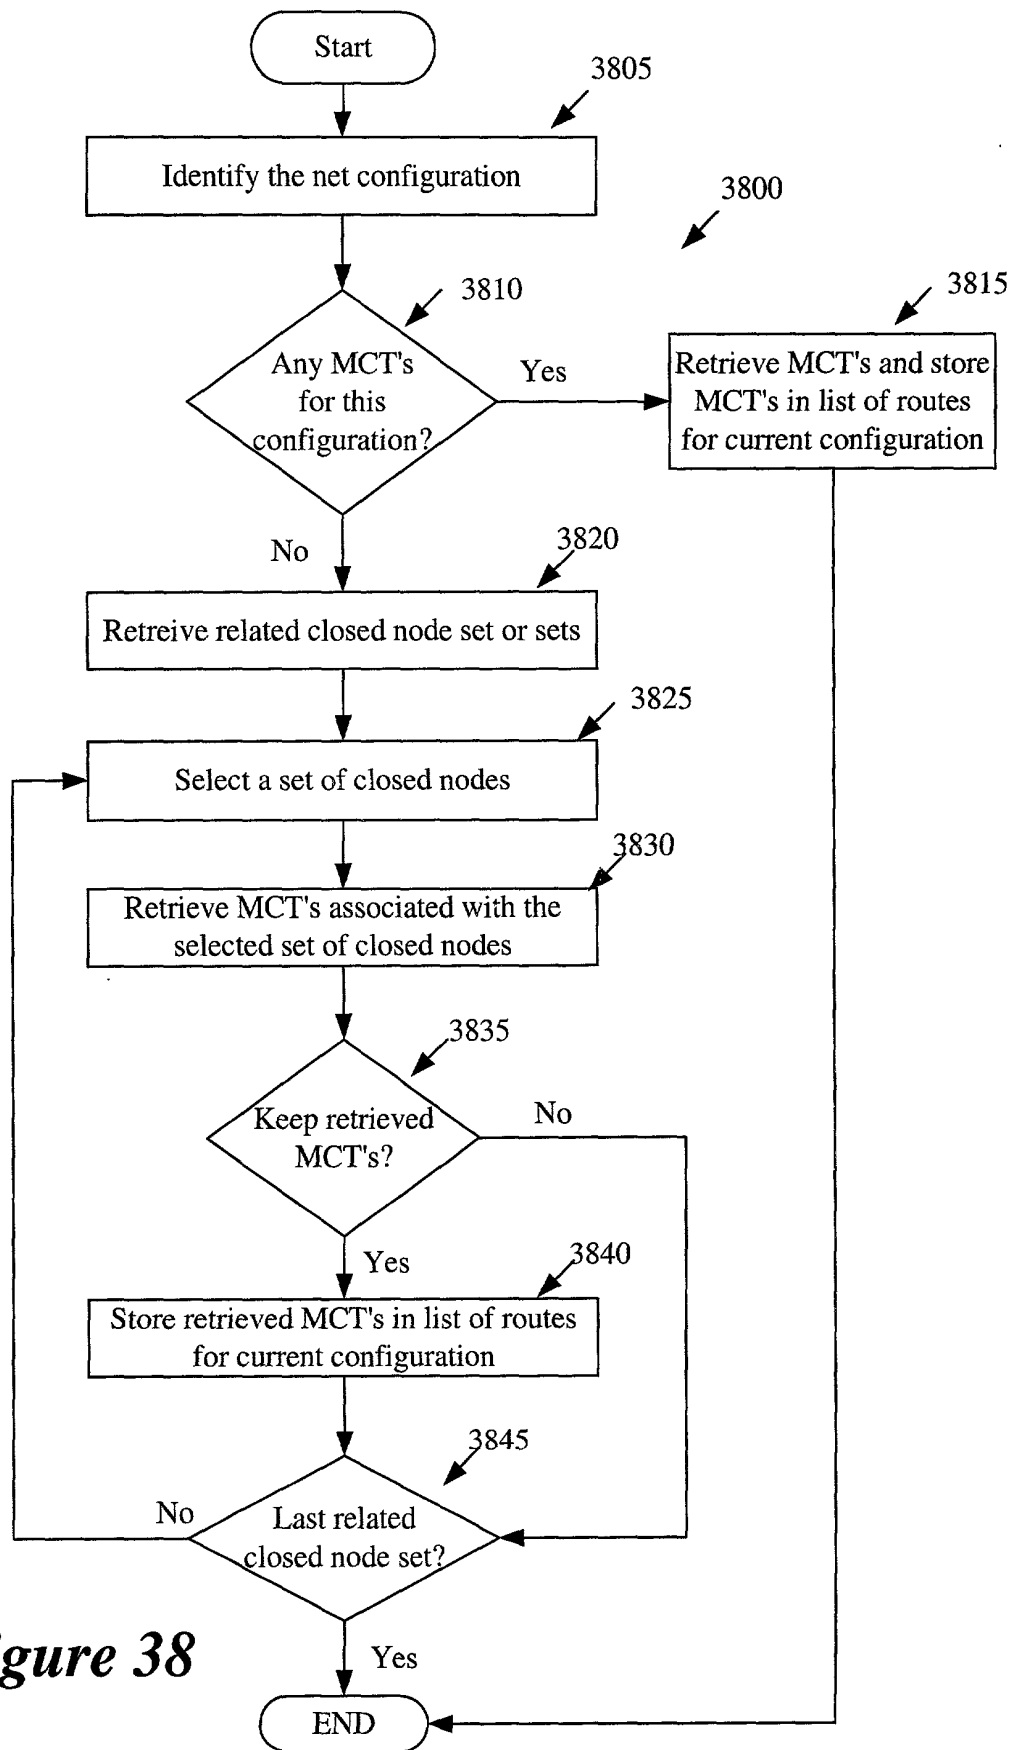 Start
3805
Identify the net configuration
3800
3810
3815
Any MCT's
for this
configuration?
Yes
Retrieve MCT's and store
MCT's in list of routes
for current configuration
No
3820
Retreive related closed node set or sets
3825
Select a set of closed nodes
3830
Retrieve MCT's associated with the
selected set of closed nodes
3835
Keep retrieved
MCT's?
No
Yes
3840
Store retrieved MCT's in list of routes
for current configuration
3845
No
Last related
closed node set?
gure 38
Yes
END